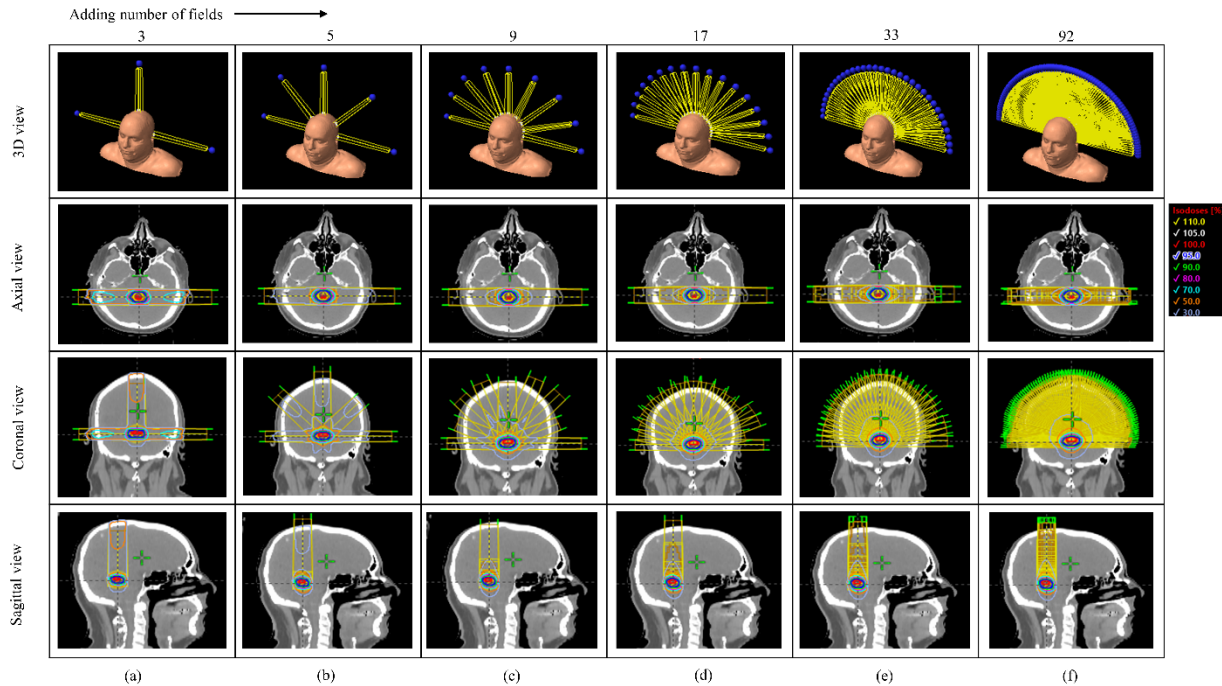 Adding number of fields
3 5 9 17 33 92
3D view
Axial view
Coronal view
Sagittal view
Isodoses [%
✓ 110.0
✓ 105.0
✓ 100.0
✓ 95.0
✓ 90.0
✓ 80.0
✓ 70.0
✓ 50.0
✓ 30.0
(a) (b) (c) (d) (e) (f)